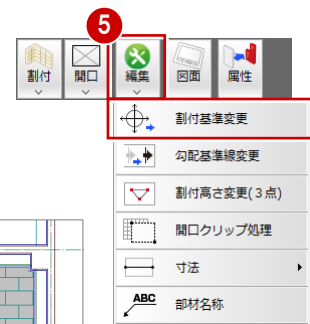 5
割付 開口 編集 図面 属性
割付基準変更
勾配基準線変更
割付高さ変更(3点)
開口クリップ処理
寸法
ABC 部材名称